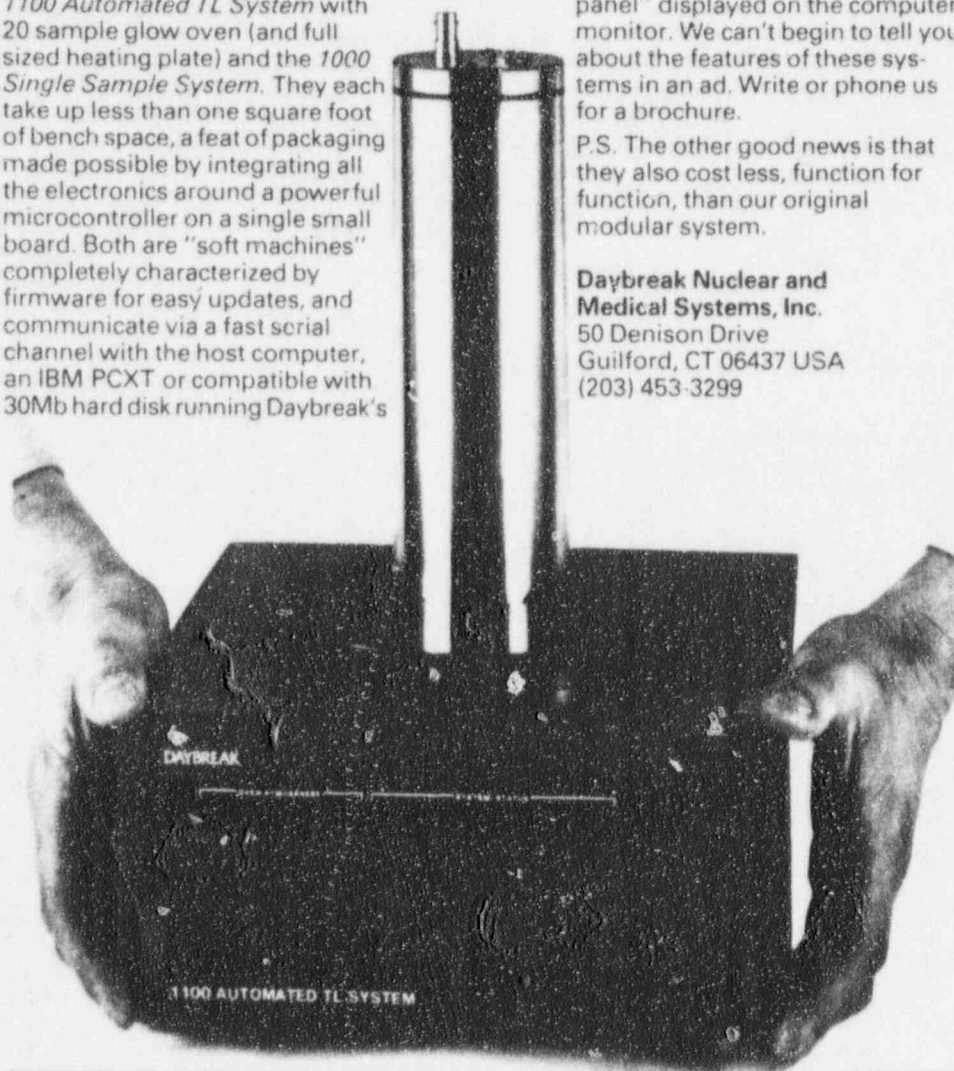 1100 Automated TL System with
20 sample glow oven (and full
sized heating plate) and the 1000
Single Sample System. They each
take up less than one square foot
of bench space, a feat of packaging
made possible by integrating all
the electronics around a powerful
microcontroller on a single small
board. Both are "soft machines"
completely characterized by
firmware for easy updates, and
communicate via a fast serial
channel with the host computer,
an IBM PCXT or compatible with
30Mb hard disk running Daybreak's
panel" displayed on the computer
monitor. We can't begin to tell you
about the features of these sys-
tems in an ad. Write or phone us
for a brochure.
P.S. The other good news is that
they also cost less, function for
function, than our original
modular system.
Daybreak Nuclear and
Medical Systems, Inc.
50 Denison Drive
Guilford, CT 06437 USA
(203) 453-3299
DAYBREAK
SYSTEM STATUS
1100 AUTOMATED TL SYSTEM